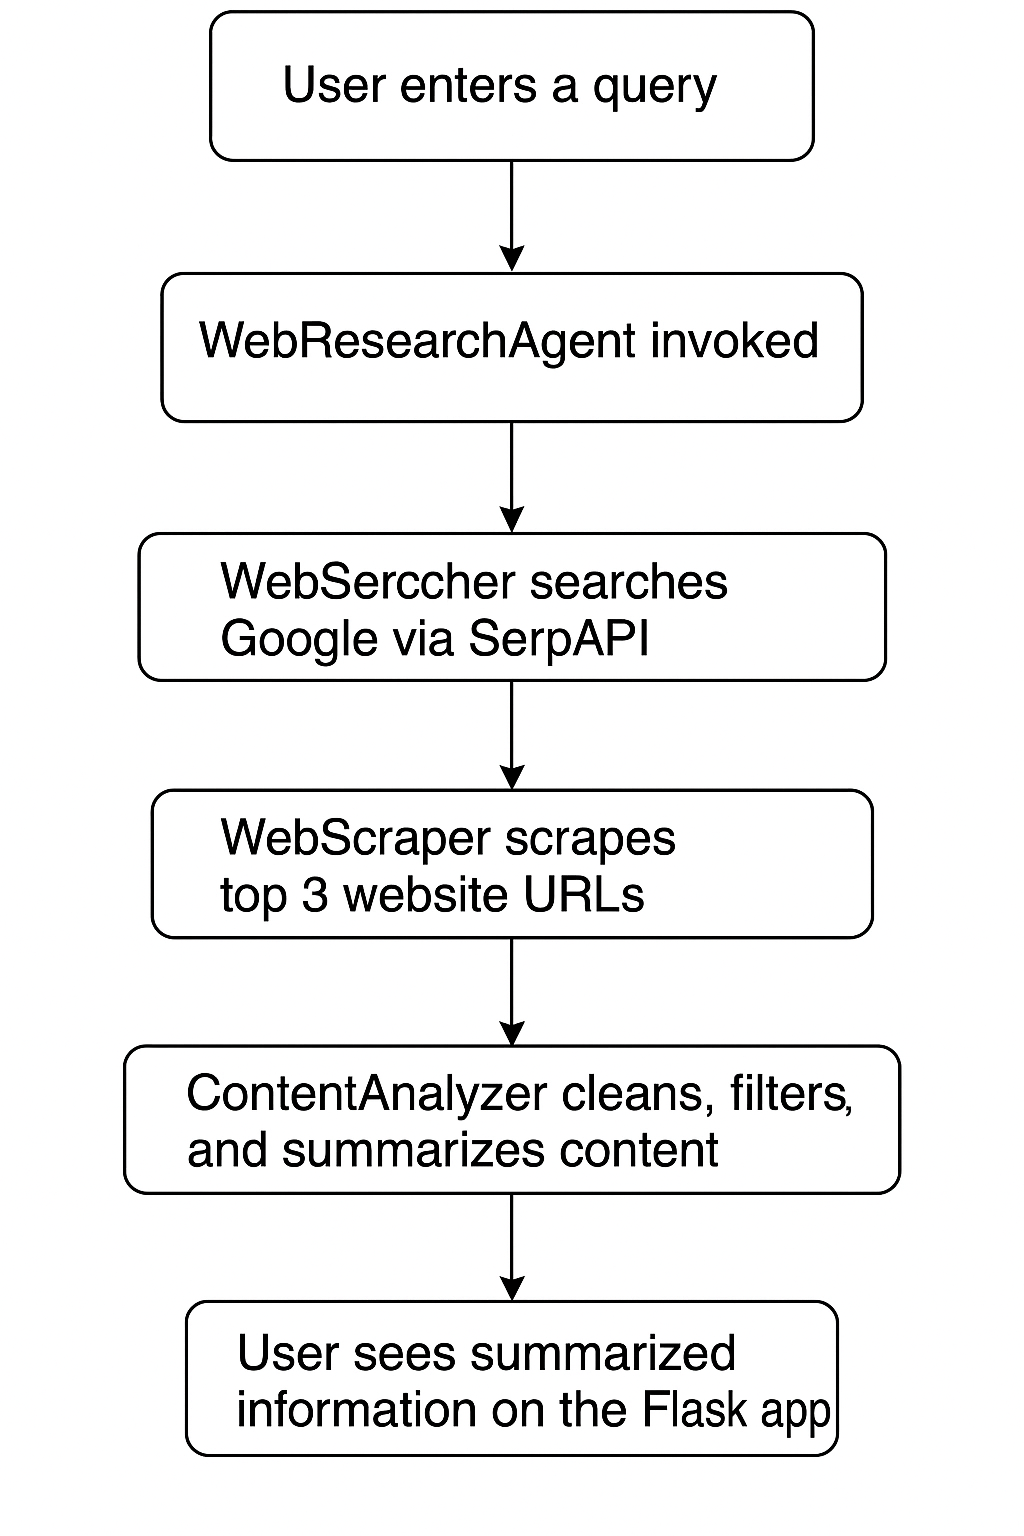 User enters a query
WebResearchAgent invoked
WebSerccher searches
Google via SerpAPI
WebScraper scrapes
top 3 website URLs
ContentAnalyzer cleans, filters,
and summarizes content
User sees summarized
information on the Flask app